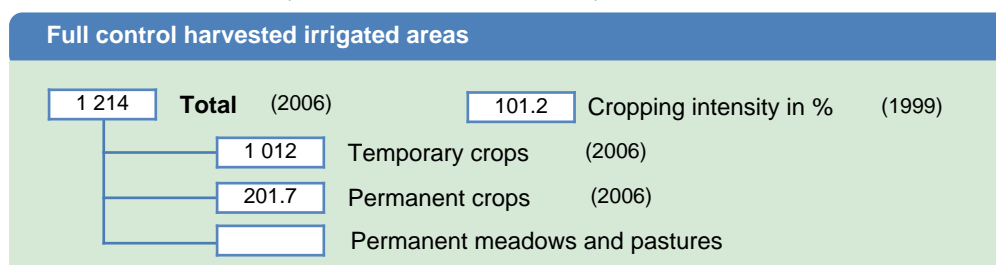 Full control harvested irrigated areas
1 214 Total (2006) 101.2 Cropping intensity in % (1999)
1 012 Temporary crops (2006)
201.7 Permanent crops (2006)
Permanent meadows and pastures